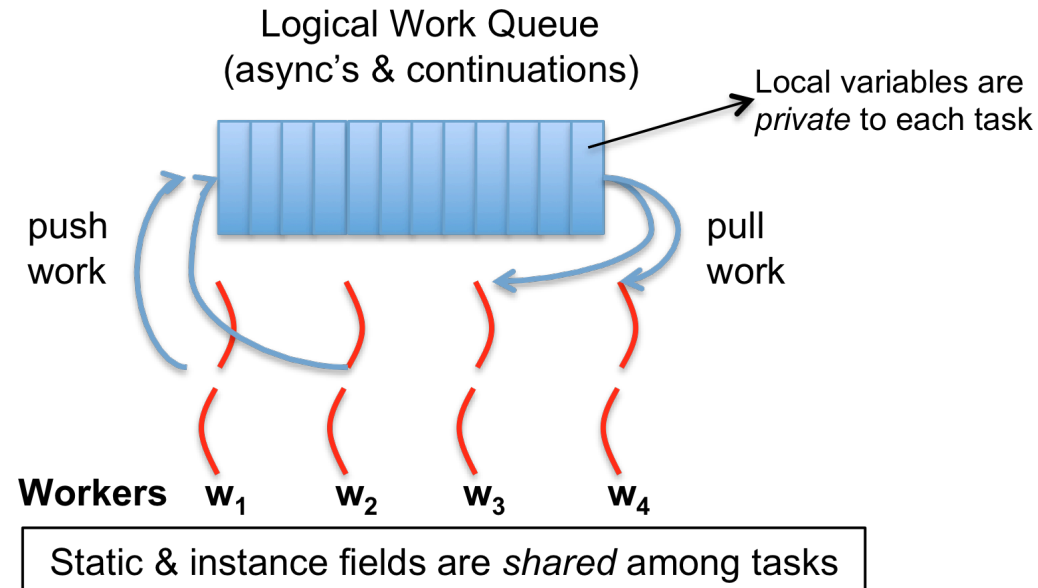 Logical Work Queue
(async's & continuations)
Local variables are
private to each task
push
work
pull
work
Workers w₁ w₂ w₃ w₄
Static & instance fields are shared among tasks